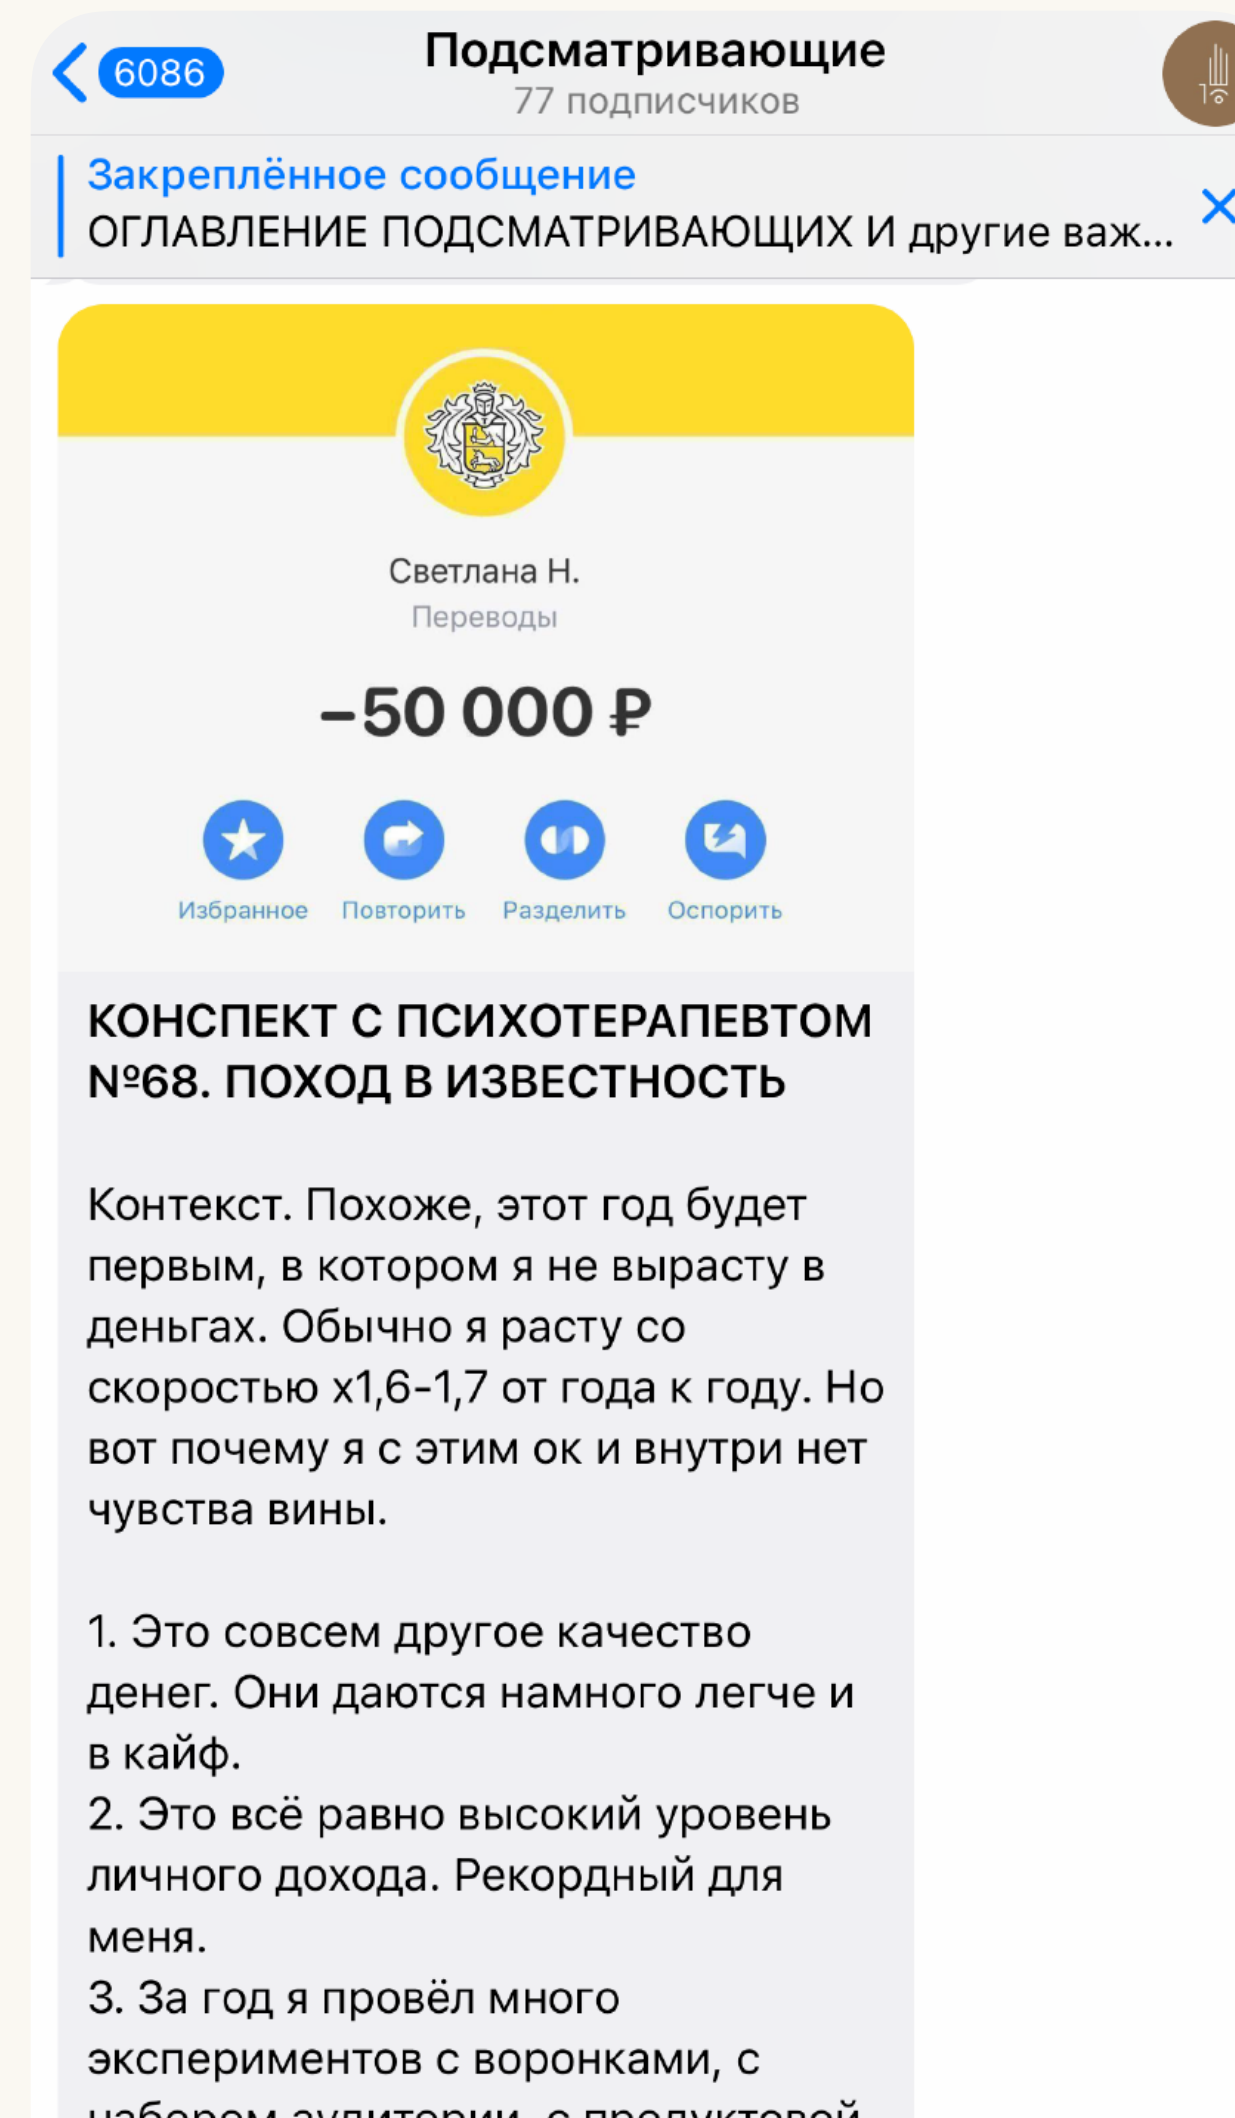 6086
Подсматривающие
77 подписчиков
Закреплённое сообщение
ОГЛАВЛЕНИЕ ПОДСМАТРИВАЮЩИХ И другие важ...
Светлана Н.
Переводы
–50 000 ₽
Избранное Повторить Разделить Оспорить
КОНСПЕКТ С ПСИХОТЕРАПЕВТОМ
№68. ПОХОД В ИЗВЕСТНОСТЬ
Контекст. Похоже, этот год будет
первым, в котором я не вырасту в
деньгах. Обычно я расту со
скоростью х1,6-1,7 от года к году. Но
вот почему я с этим ок и внутри нет
чувства вины.
1. Это совсем другое качество
денег. Они даются намного легче и
в кайф.
2. Это всё равно высокий уровень
личного дохода. Рекордный для
меня.
3. За год я провёл много
экспериментов с воронками, с
набором аудитории, с продуктовой